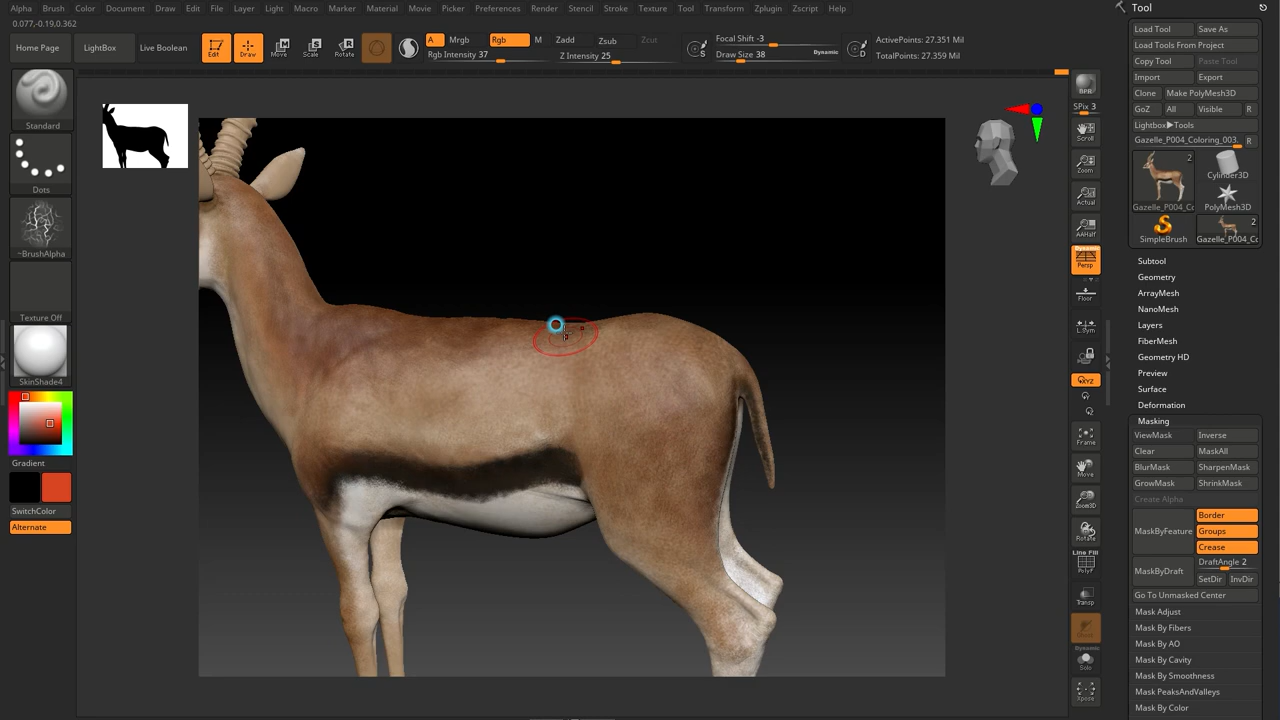 Alpha Brush Color Document Draw Edit File Layer Light Macro Marker Material Movie Picker Preferences Render Stencil Stroke Texture Tool Transform Zplugin Zscript Help
Tool
0.077,-0.19,0.362
Home Page LightBox Live Boolean Edit Draw Move Scale Rotate
A Mrgb Rgb M Zadd Zsub Zcut
Rgb Intensity 37 Z Intensity 25
S Focal Shift -3
Draw Size 38 Dynamic D
ActivePoints: 27.351 Mil
TotalPoints: 27.359 Mil
Standard
Dots
~BrushAlpha
Texture Off
SkinShade4
Gradient
SwitchColor
Alternate
BPR
SPix 3
Scroll
Zoom
Actual
AAHalf
Dynamic
Persp
Floor
L.Sym
XYZ
Frame
Move
Zoom3D
Rotate
Line Fill
PolyF
Transp
Dynamic
Solo
Xpose
Load Tool Save As
Load Tools From Project
Copy Tool Paste Tool
Import Export
Clone Make PolyMesh3D
GoZ All Visible R
Lightbox▶Tools
Gazelle_P004_Coloring_003. R
2
Cylinder3D
Gazelle_P004_Cc PolyMesh3D
2
SimpleBrush Gazelle_P004_Cc
Subtool
Geometry
ArrayMesh
NanoMesh
Layers
FiberMesh
Geometry HD
Preview
Surface
Deformation
Masking
ViewMask Inverse
Clear MaskAll
BlurMask SharpenMask
GrowMask ShrinkMask
Create Alpha
MaskByFeature Border
Groups
Crease
MaskByDraft DraftAngle 2
SetDir InvDir
Go To Unmasked Center
Mask Adjust
Mask By Fibers
Mask By AO
Mask By Cavity
Mask By Smoothness
Mask PeaksAndValleys
Mask By Color